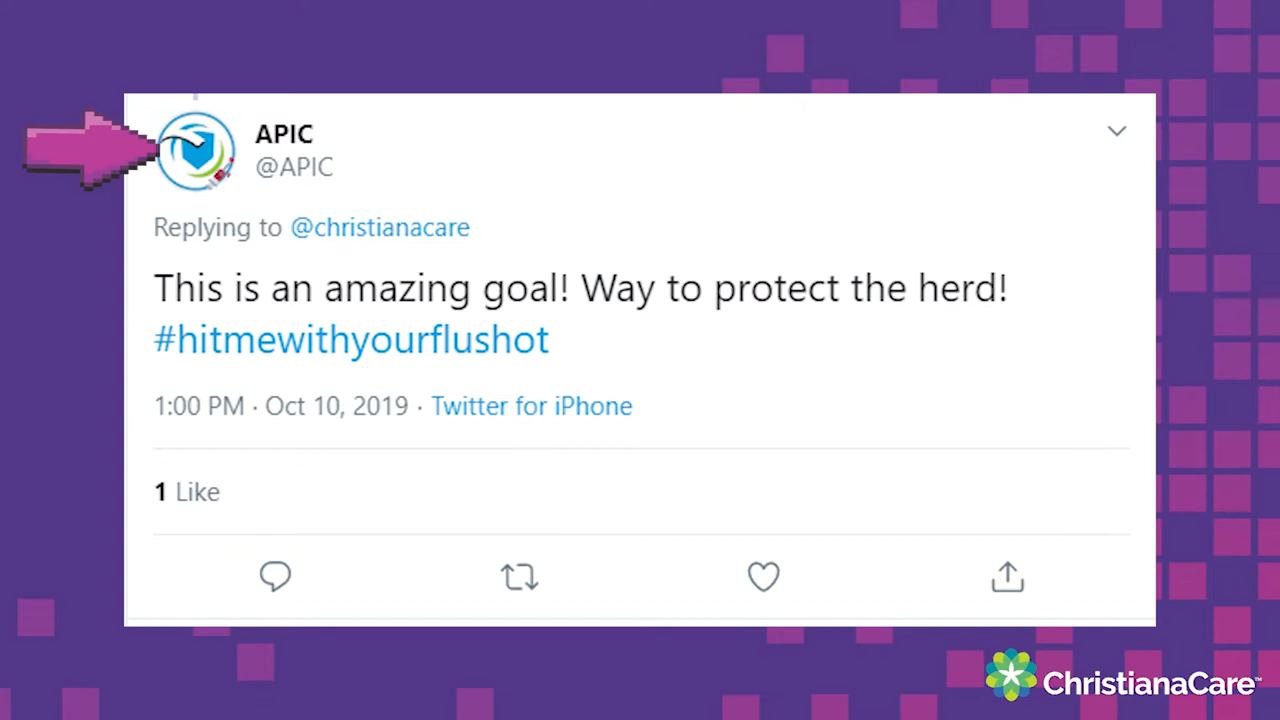 APIC
@APIC
Replying to @christianacare
This is an amazing goal! Way to protect the herd!
#hitmewithyourflushot
1:00 PM · Oct 10, 2019 · Twitter for iPhone
1 Like
ChristianaCare™